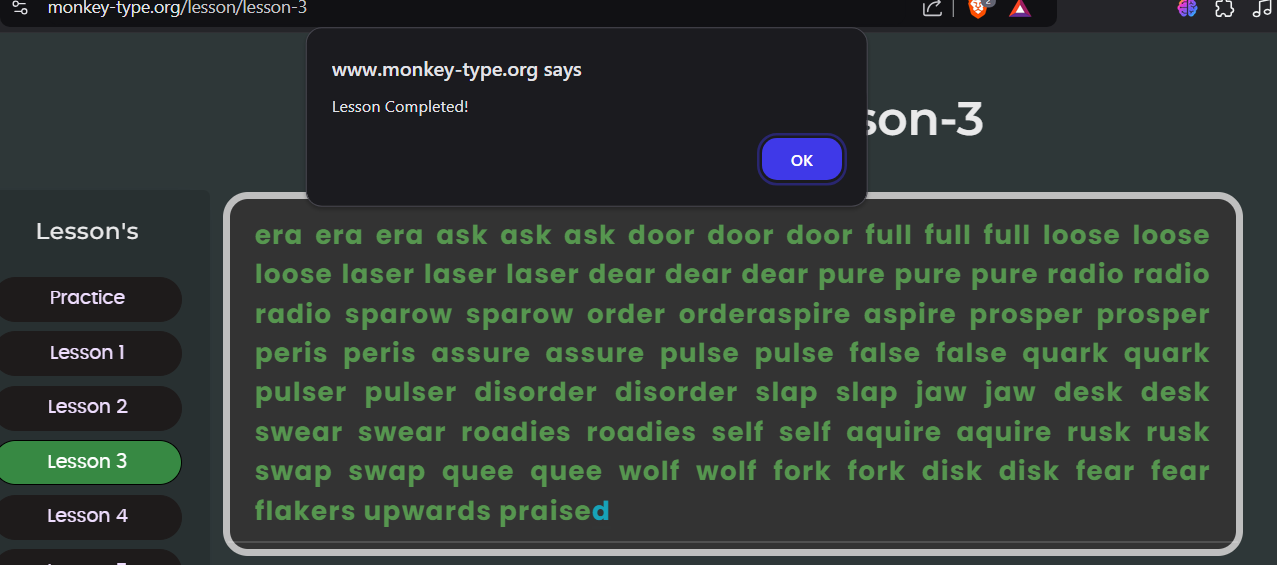 monkey-type.org/lesson/lesson-3
2
www.monkey-type.org says
Lesson Completed!
OK
son-3
Lesson's
Practice
Lesson 1
Lesson 2
Lesson 3
Lesson 4
era era era ask ask ask door door door full full full loose loose
loose laser laser laser dear dear dear pure pure pure radio radio
radio sparow sparow order orderaspire aspire prosper prosper
peris peris assure assure pulse pulse false false quark quark
pulser pulser disorder disorder slap slap jaw jaw desk desk
swear swear roadies roadies self self aquire aquire rusk rusk
swap swap quee quee wolf wolf fork fork disk disk fear fear
flakers upwards praised